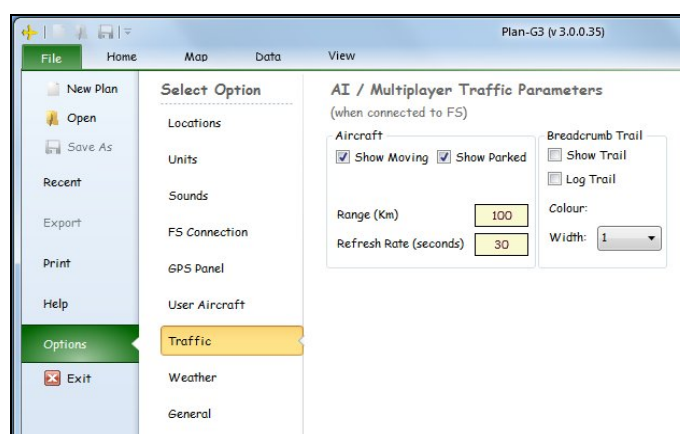 Plan-G3 (v 3.0.0.35)
File Home Map Data View
New Plan
Open
Save As
Recent
Export
Print
Help
Options
Exit
Select Option
Locations
Units
Sounds
FS Connection
GPS Panel
User Aircraft
Traffic
Weather
General
AI / Multiplayer Traffic Parameters
(when connected to FS)
Aircraft
Show Moving Show Parked
Range (Km) 100
Refresh Rate (seconds) 30
Breadcrumb Trail
Show Trail
Log Trail
Colour:
Width: 1